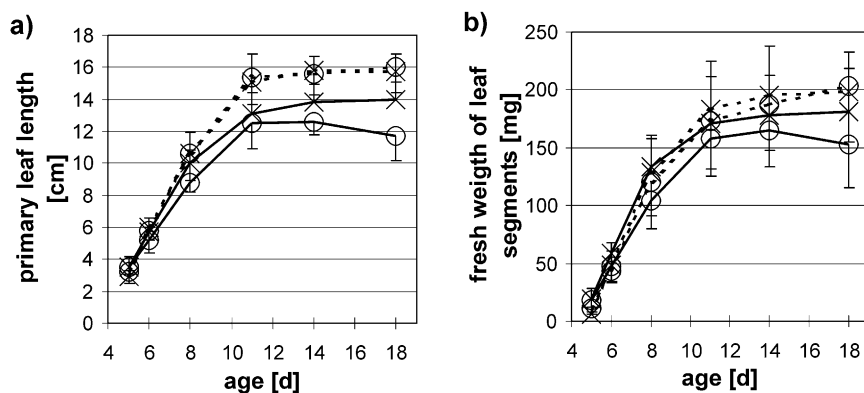 a)
primary leaf length
[cm]
18
16
14
12
10
8
6
4
2
0
4 6 8 10 12 14 16 18
age [d]
b)
fresh weigth of leaf
segments [mg]
250
200
150
100
50
0
4 6 8 10 12 14 16 18
age [d]